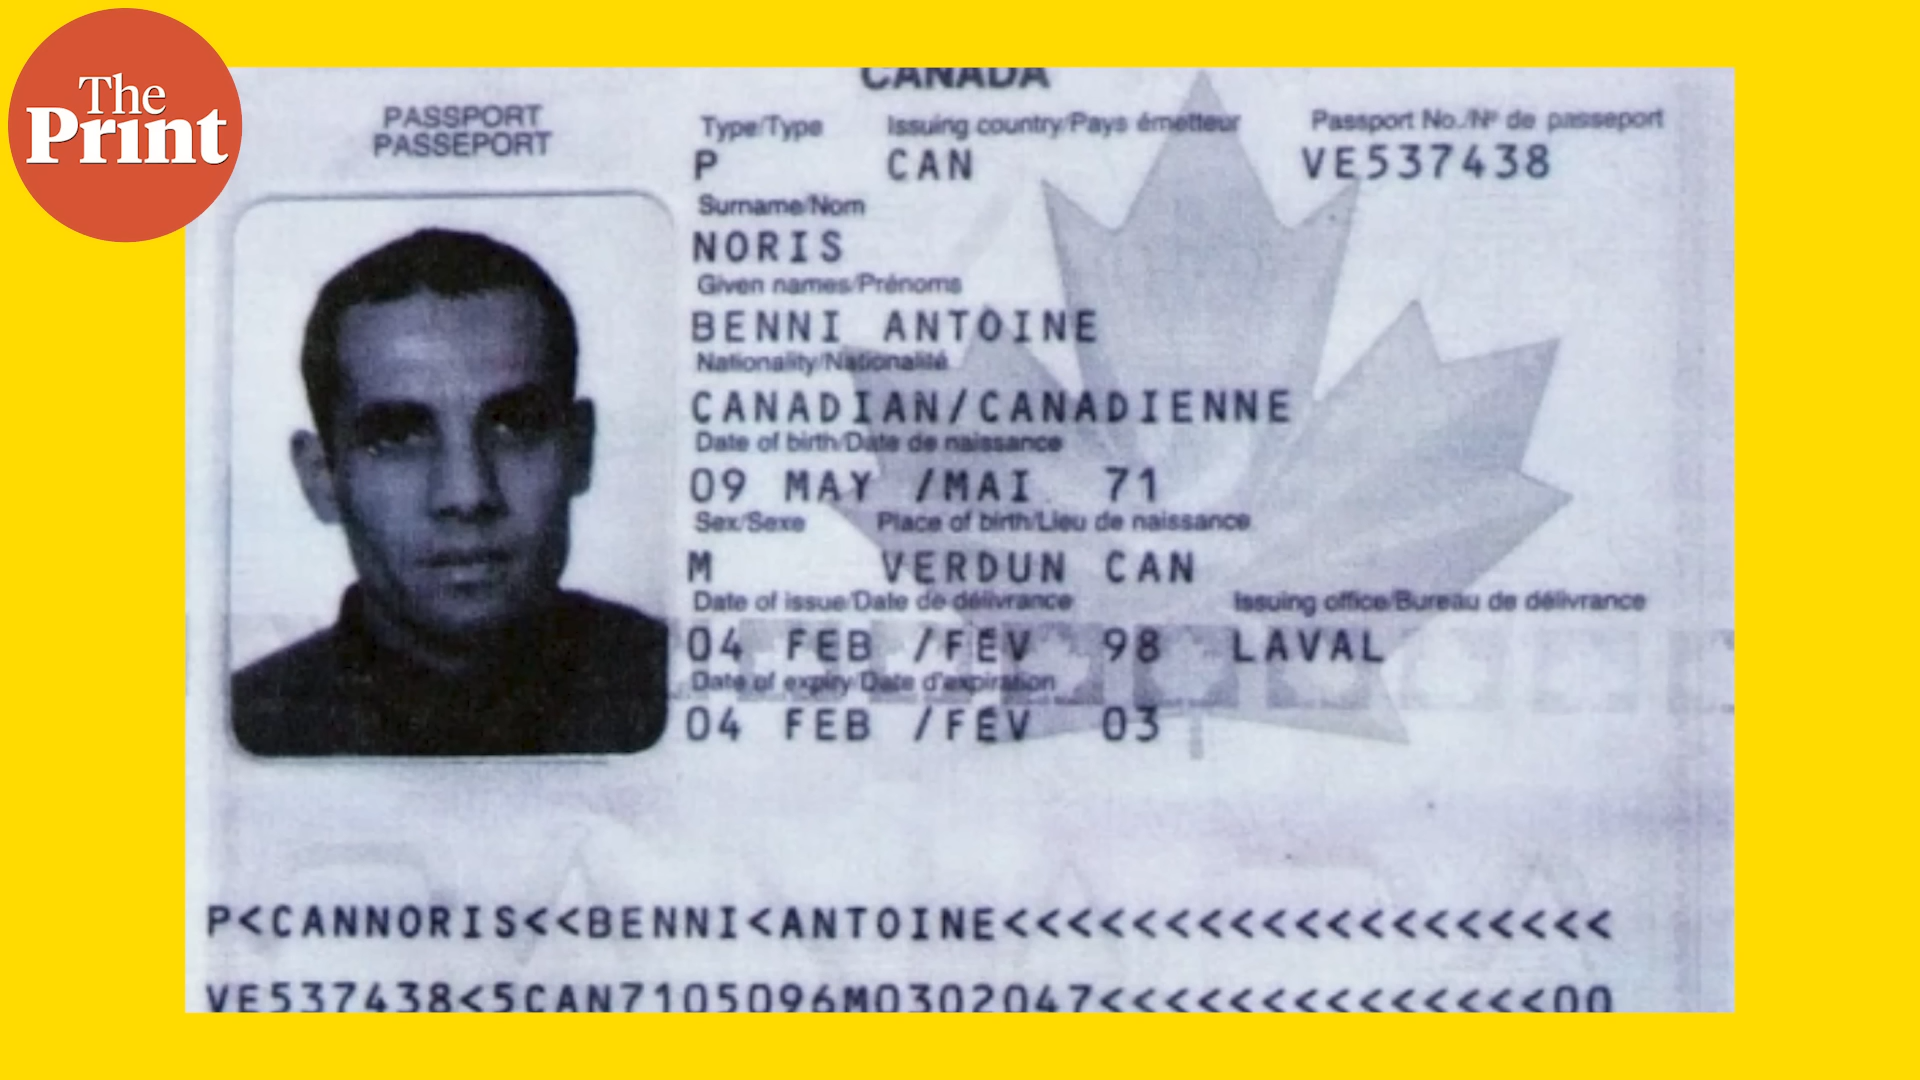 The
Print
CANADA
PASSPORT
PASSEPORT
Type/Type Issuing country/Pays émetteur Passport No./Nº de passeport
P CAN VE537438
Surname/Nom
NORIS
Given names/Prénoms
BENNI ANTOINE
Nationality/Nationalité
CANADIAN/CANADIENNE
Date of birth/Date de naissance
09 MAY /MAI 71
Sex/Sexe Place of birth/Lieu de naissance
M VERDUN CAN
Date of issue/Date de délivrance Issuing office/Bureau de délivrance
04 FEB /FÉV 98 LAVAL
Date of expiry/Date d'expiration
04 FEB /FÉV 03
P<CANNORIS<<BENNI<ANTOINE<<<<<<<<<<<<<<<<<<<
VE537438<5CAN7105096M0302047<<<<<<<<<<<<<<00